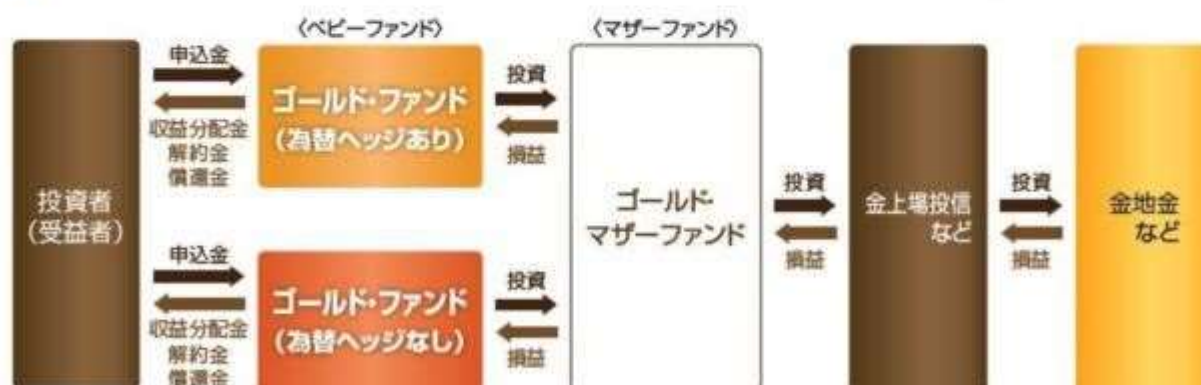 〈ベビーファンド〉
〈マザーファンド〉
申込金
収益分配金
解約金
償還金
ゴールド・ファンド
(為替ヘッジあり)
投資
損益
投資者
(受益者)
ゴールド・
マザーファンド
投資
損益
金上場投信
など
投資
損益
金地金
など
申込金
収益分配金
解約金
償還金
ゴールド・ファンド
(為替ヘッジなし)
投資
損益